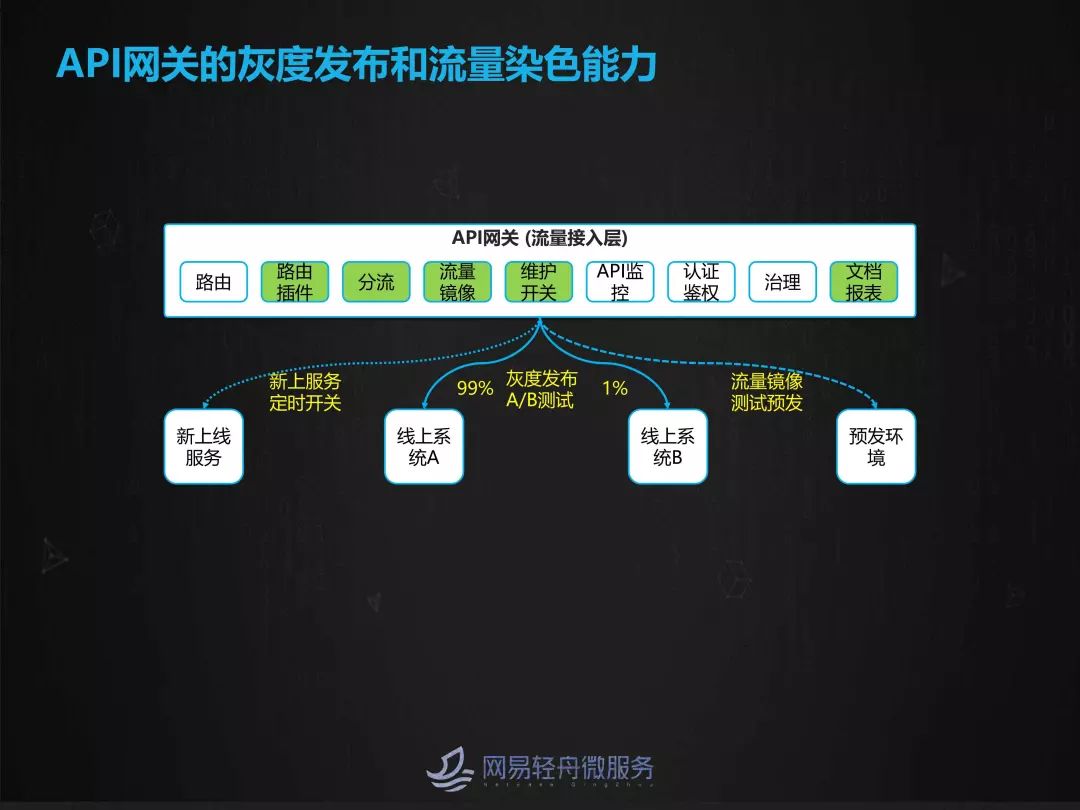 API网关的灰度发布和流量染色能力
API网关 (流量接入层)
路由
路由
插件
分流
流量
镜像
维护
开关
API监
控
认证
鉴权
治理
文档
报表
新上服务
定时开关
99%
灰度发布
A/B测试
1%
流量镜像
测试预发
新上线
服务
线上系
统A
线上系
统B
预发环
境
网易轻舟微服务
Netease QingZhou